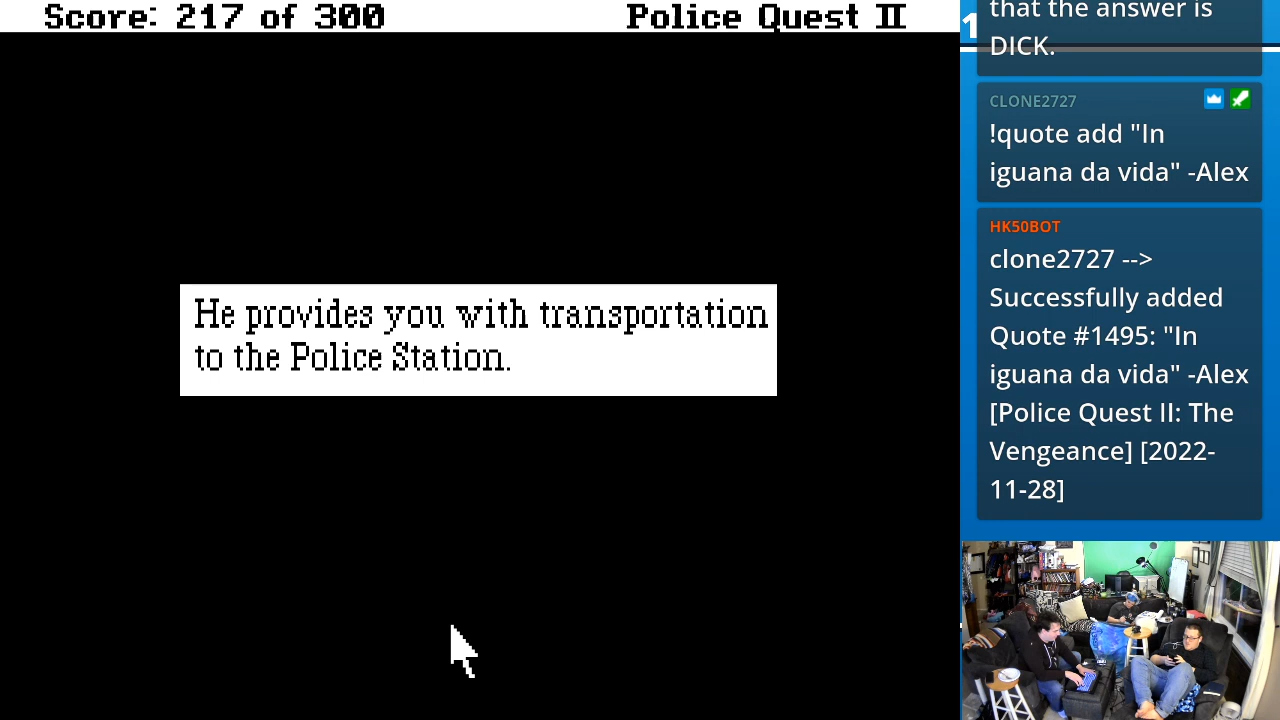 Score: 217 of 300
Police Quest II
He provides you with transportation
to the Police Station.
1
that the answer is
DICK.
CLONE2727
!quote add "In
iguana da vida" -Alex
HK50BOT
clone2727 -->
Successfully added
Quote #1495: "In
iguana da vida" -Alex
[Police Quest II: The
Vengeance] [2022-
11-28]